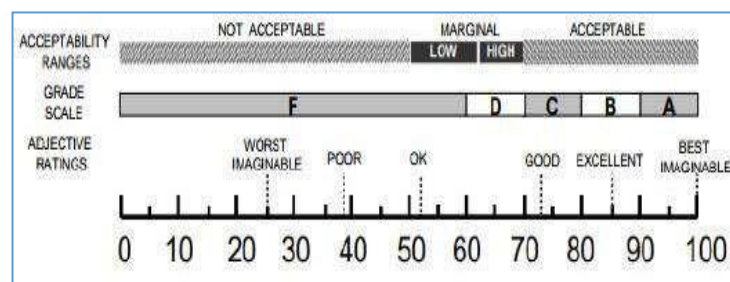 NOT ACCEPTABLE MARGINAL ACCEPTABLE
ACCEPTABILITY RANGES
LOW HIGH
GRADE SCALE
F D C B A
ADJECTIVE RATINGS
WORST IMAGINABLE POOR OK GOOD EXCELLENT BEST IMAGINABLE
0 10 20 30 40 50 60 70 80 90 100